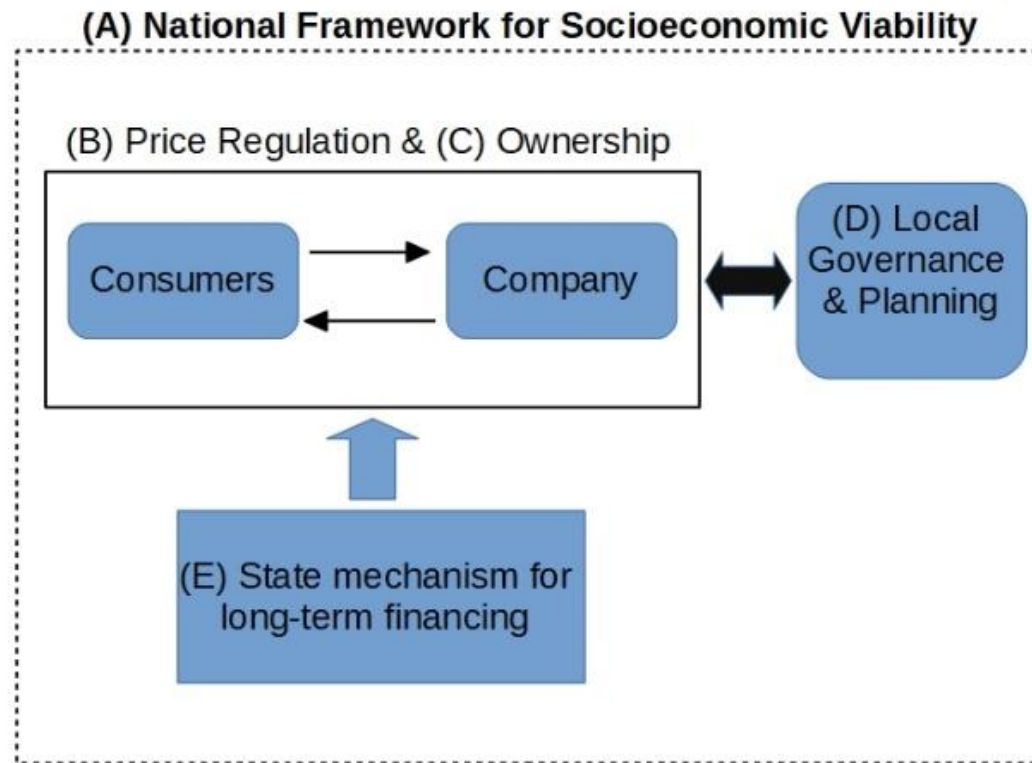 (A) National Framework for Socioeconomic Viability
(B) Price Regulation & (C) Ownership
Consumers
Company
(D) Local
Governance
& Planning
(E) State mechanism for
long-term financing